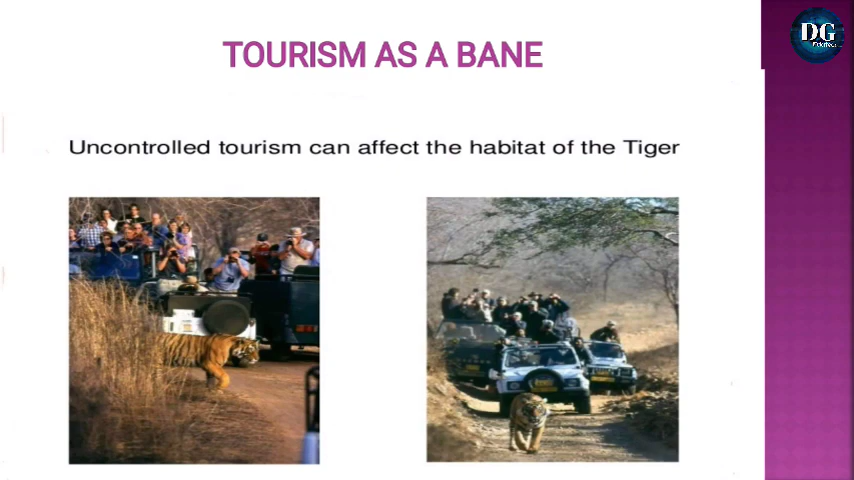 TOURISM AS A BANE
DG
Uncontrolled tourism can affect the habitat of the Tiger